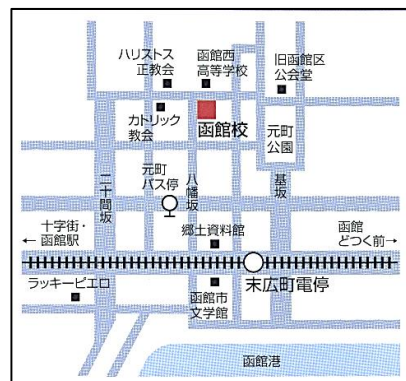 ハリストス
正教会
函館西
高等学校
旧函館区
公会堂
カトリック
教会
函館校
元町
公園
元町
バス停
八幡坂
二十間坂
基坂
十字街・
← 函館駅
郷土資料館
函館
どつく前→
ラッキーピエロ
函館市
文学館
末広町電停
函館港